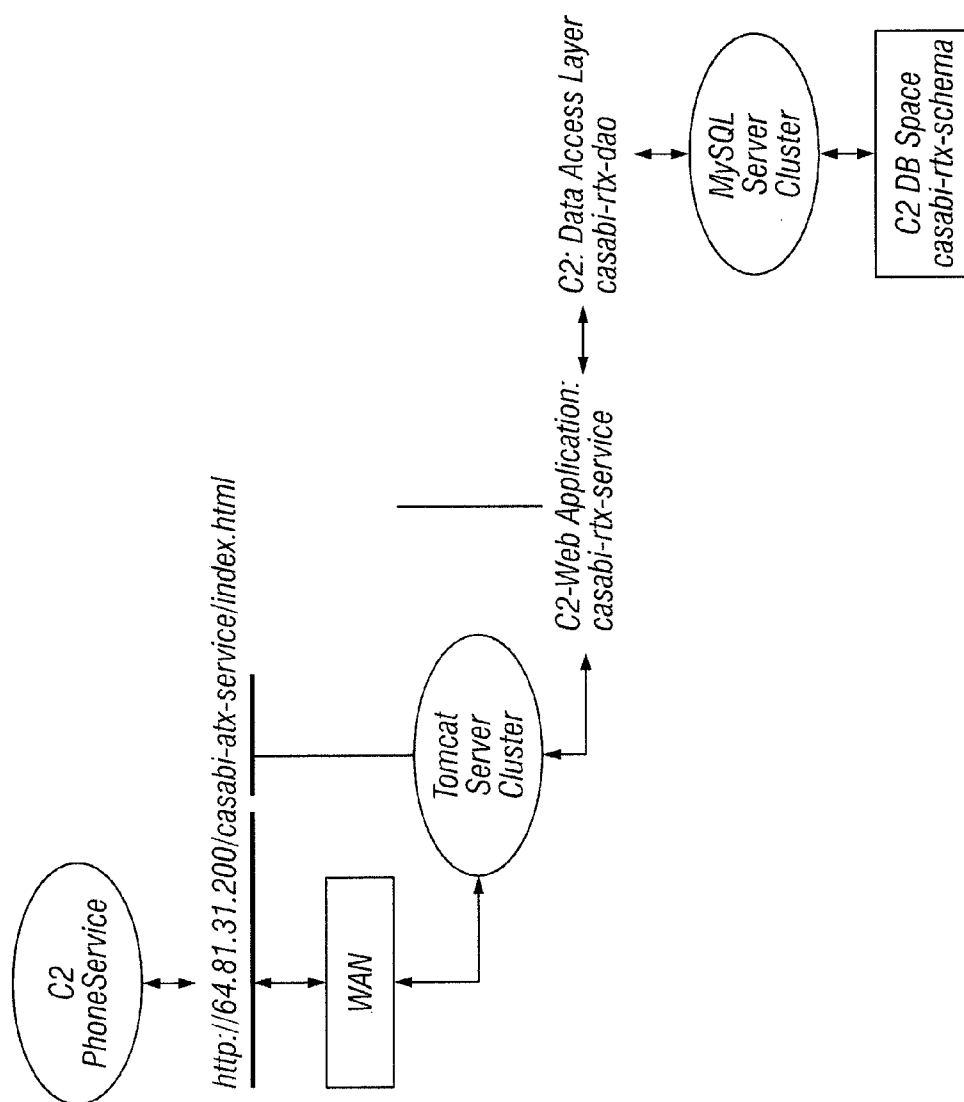 C2
PhoneService
http://64.81.31.200/casabi-atx-service/index.html
WAN
Tomcat
Server
Cluster
C2-Web Application:
casabi-rtx-service
C2: Data Access Layer
casabi-rtx-dao
MySQL
Server
Cluster
C2 DB Space
casabi-rtx-schema